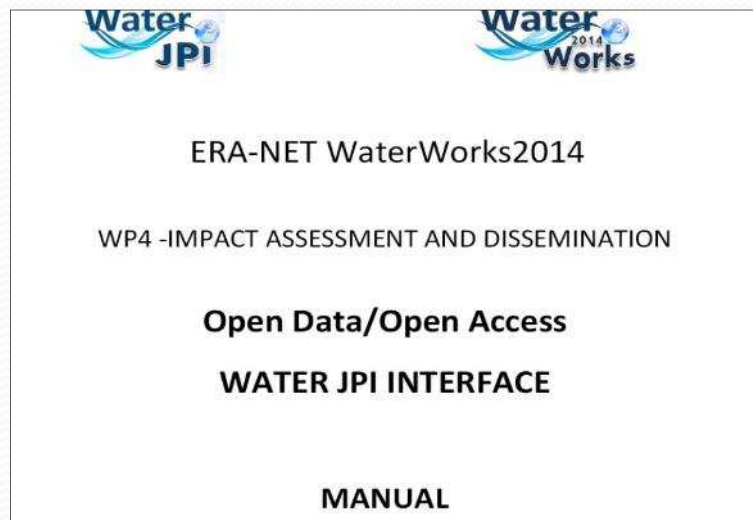 Water
JPI
Water
2014
Works
ERA-NET WaterWorks2014
WP4 -IMPACT ASSESSMENT AND DISSEMINATION
Open Data/Open Access
WATER JPI INTERFACE
MANUAL